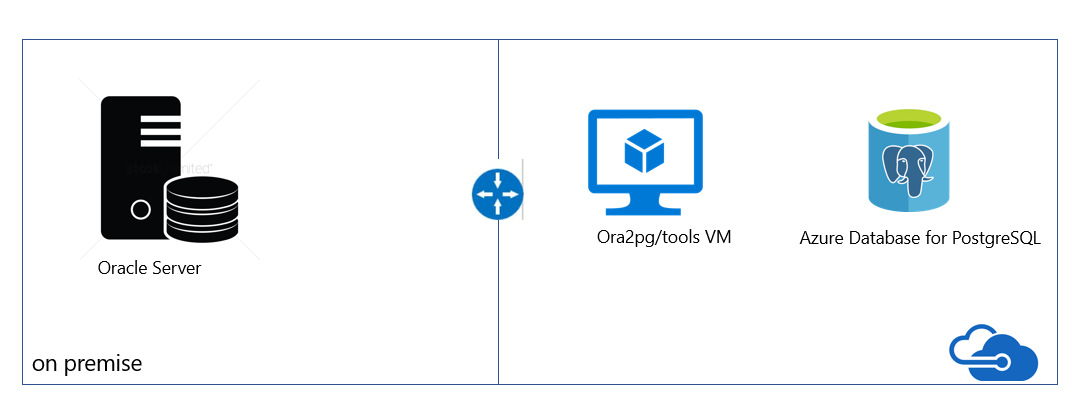 Oracle Server
on premise
Ora2pg/tools VM
Azure Database for PostgreSQL